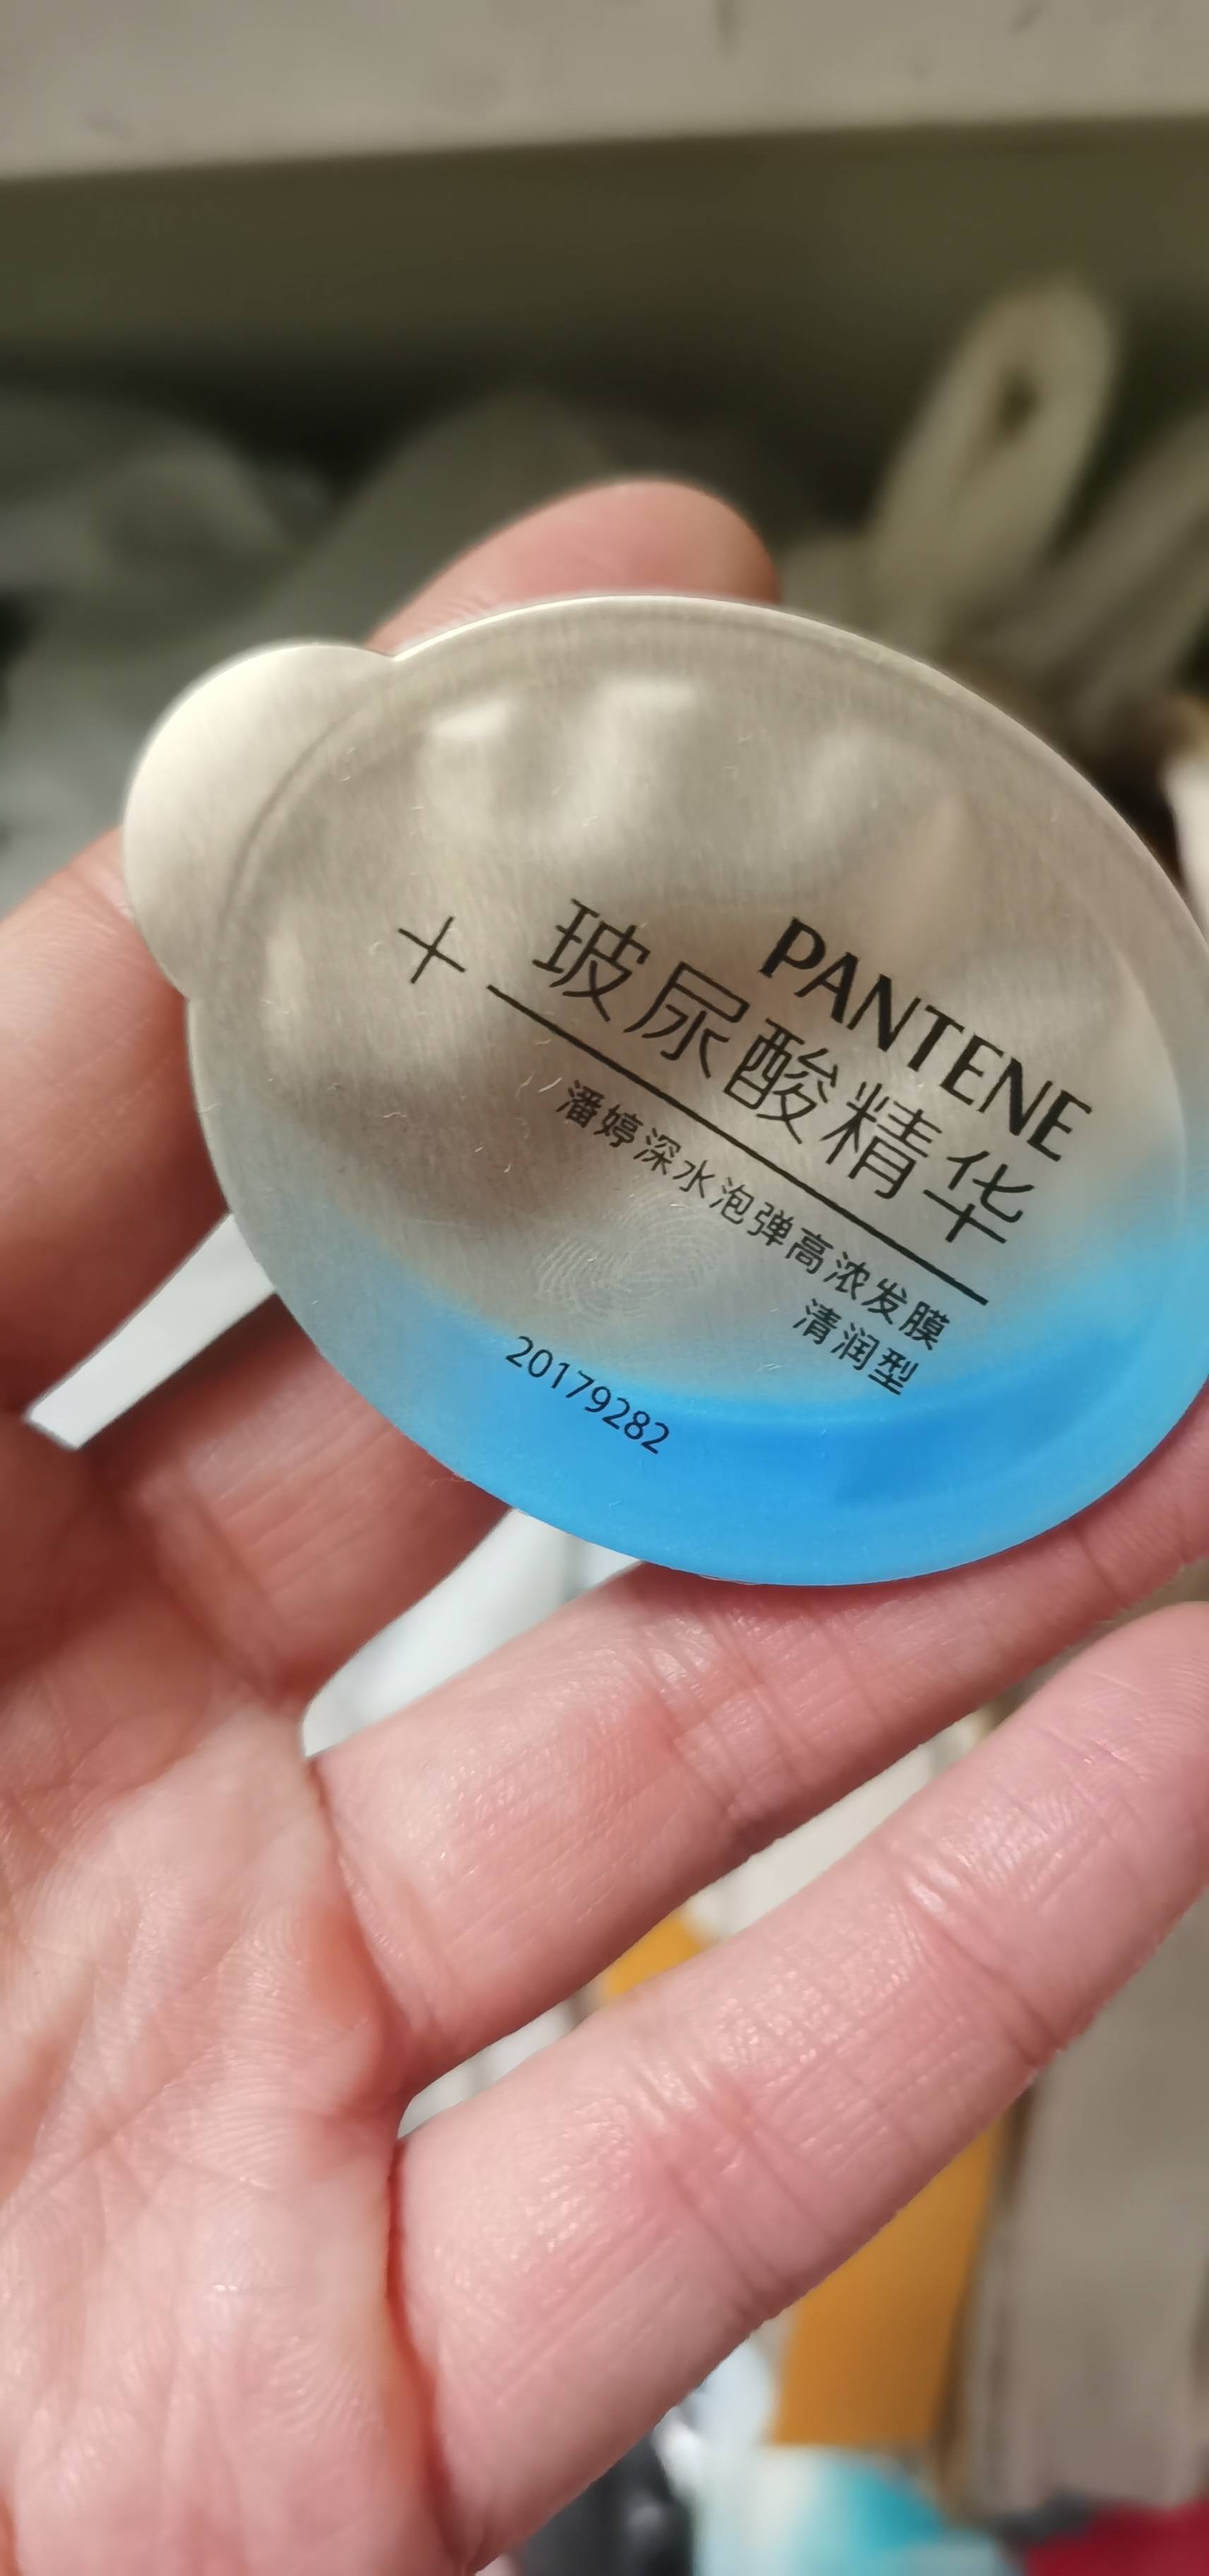 PANTENE
玻尿酸精华
+
潘婷深水泡弹高浓发膜
清润型
20179282